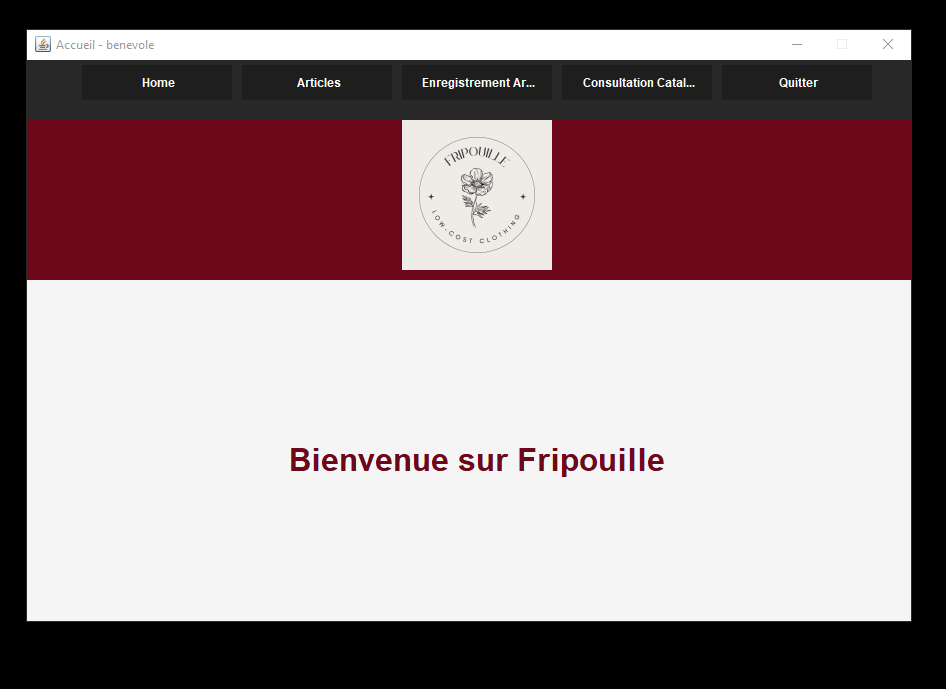 Accueil - benevole
Home Articles Enregistrement Ar... Consultation Catal... Quitter
FRIPOUILLE
LOW-COST CLOTHING
Bienvenue sur Fripouille